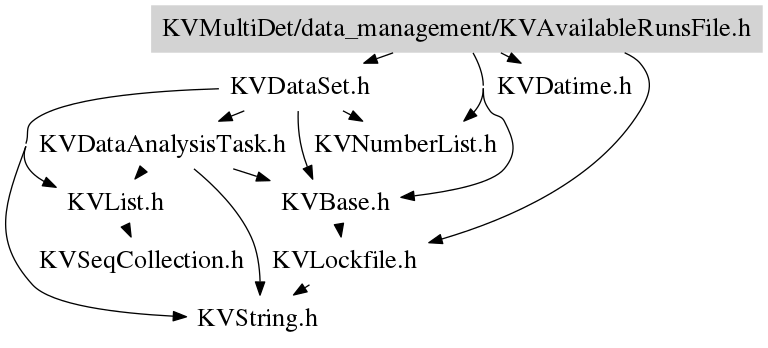 KVMultiDet/data_management/KVAvailableRunsFile.h
KVDataSet.h
KVDatime.h
KVDataAnalysisTask.h
KVNumberList.h
KVList.h
KVBase.h
KVSeqCollection.h
KVLockfile.h
KVString.h